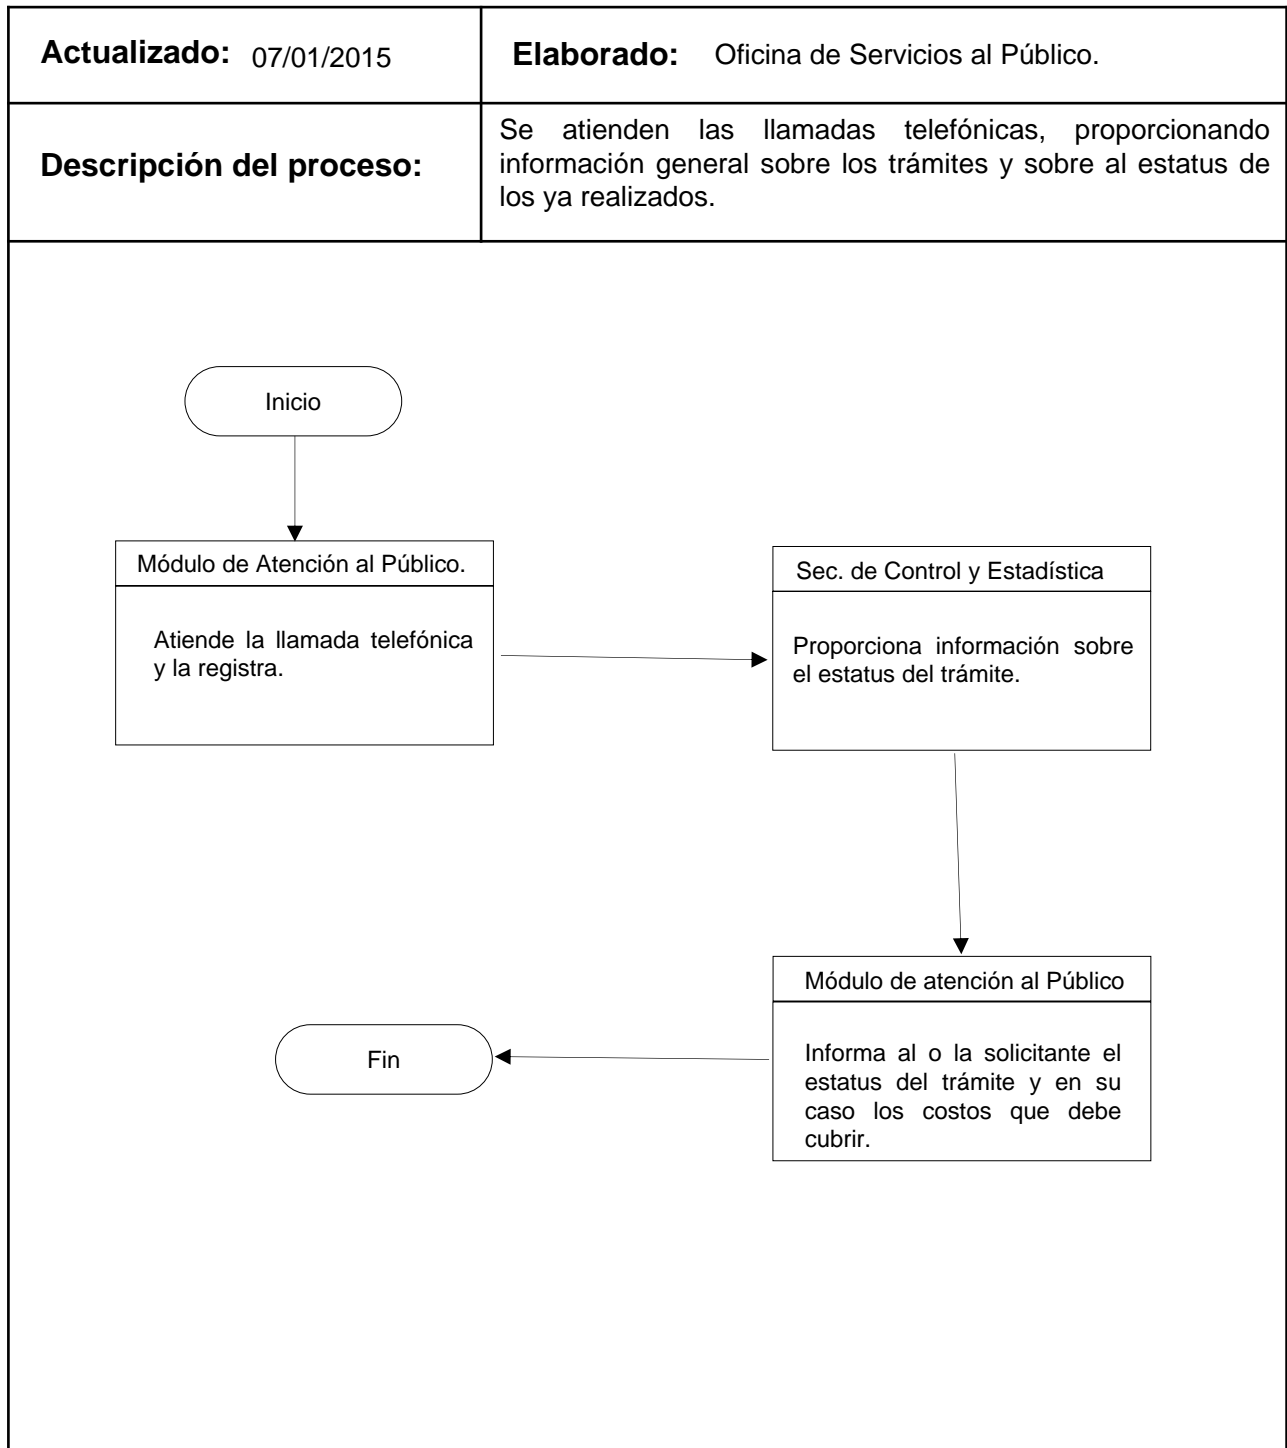 Actualizado: 07/01/2015
Elaborado: Oficina de Servicios al Público.
Descripción del proceso:
Se atienden las llamadas telefónicas, proporcionando
información general sobre los trámites y sobre al estatus de
los ya realizados.
Inicio
Módulo de Atención al Público.
Atiende la llamada telefónica
y la registra.
Sec. de Control y Estadística
Proporciona información sobre
el estatus del trámite.
Módulo de atención al Público
Informa al o la solicitante el
estatus del trámite y en su
caso los costos que debe
cubrir.
Fin